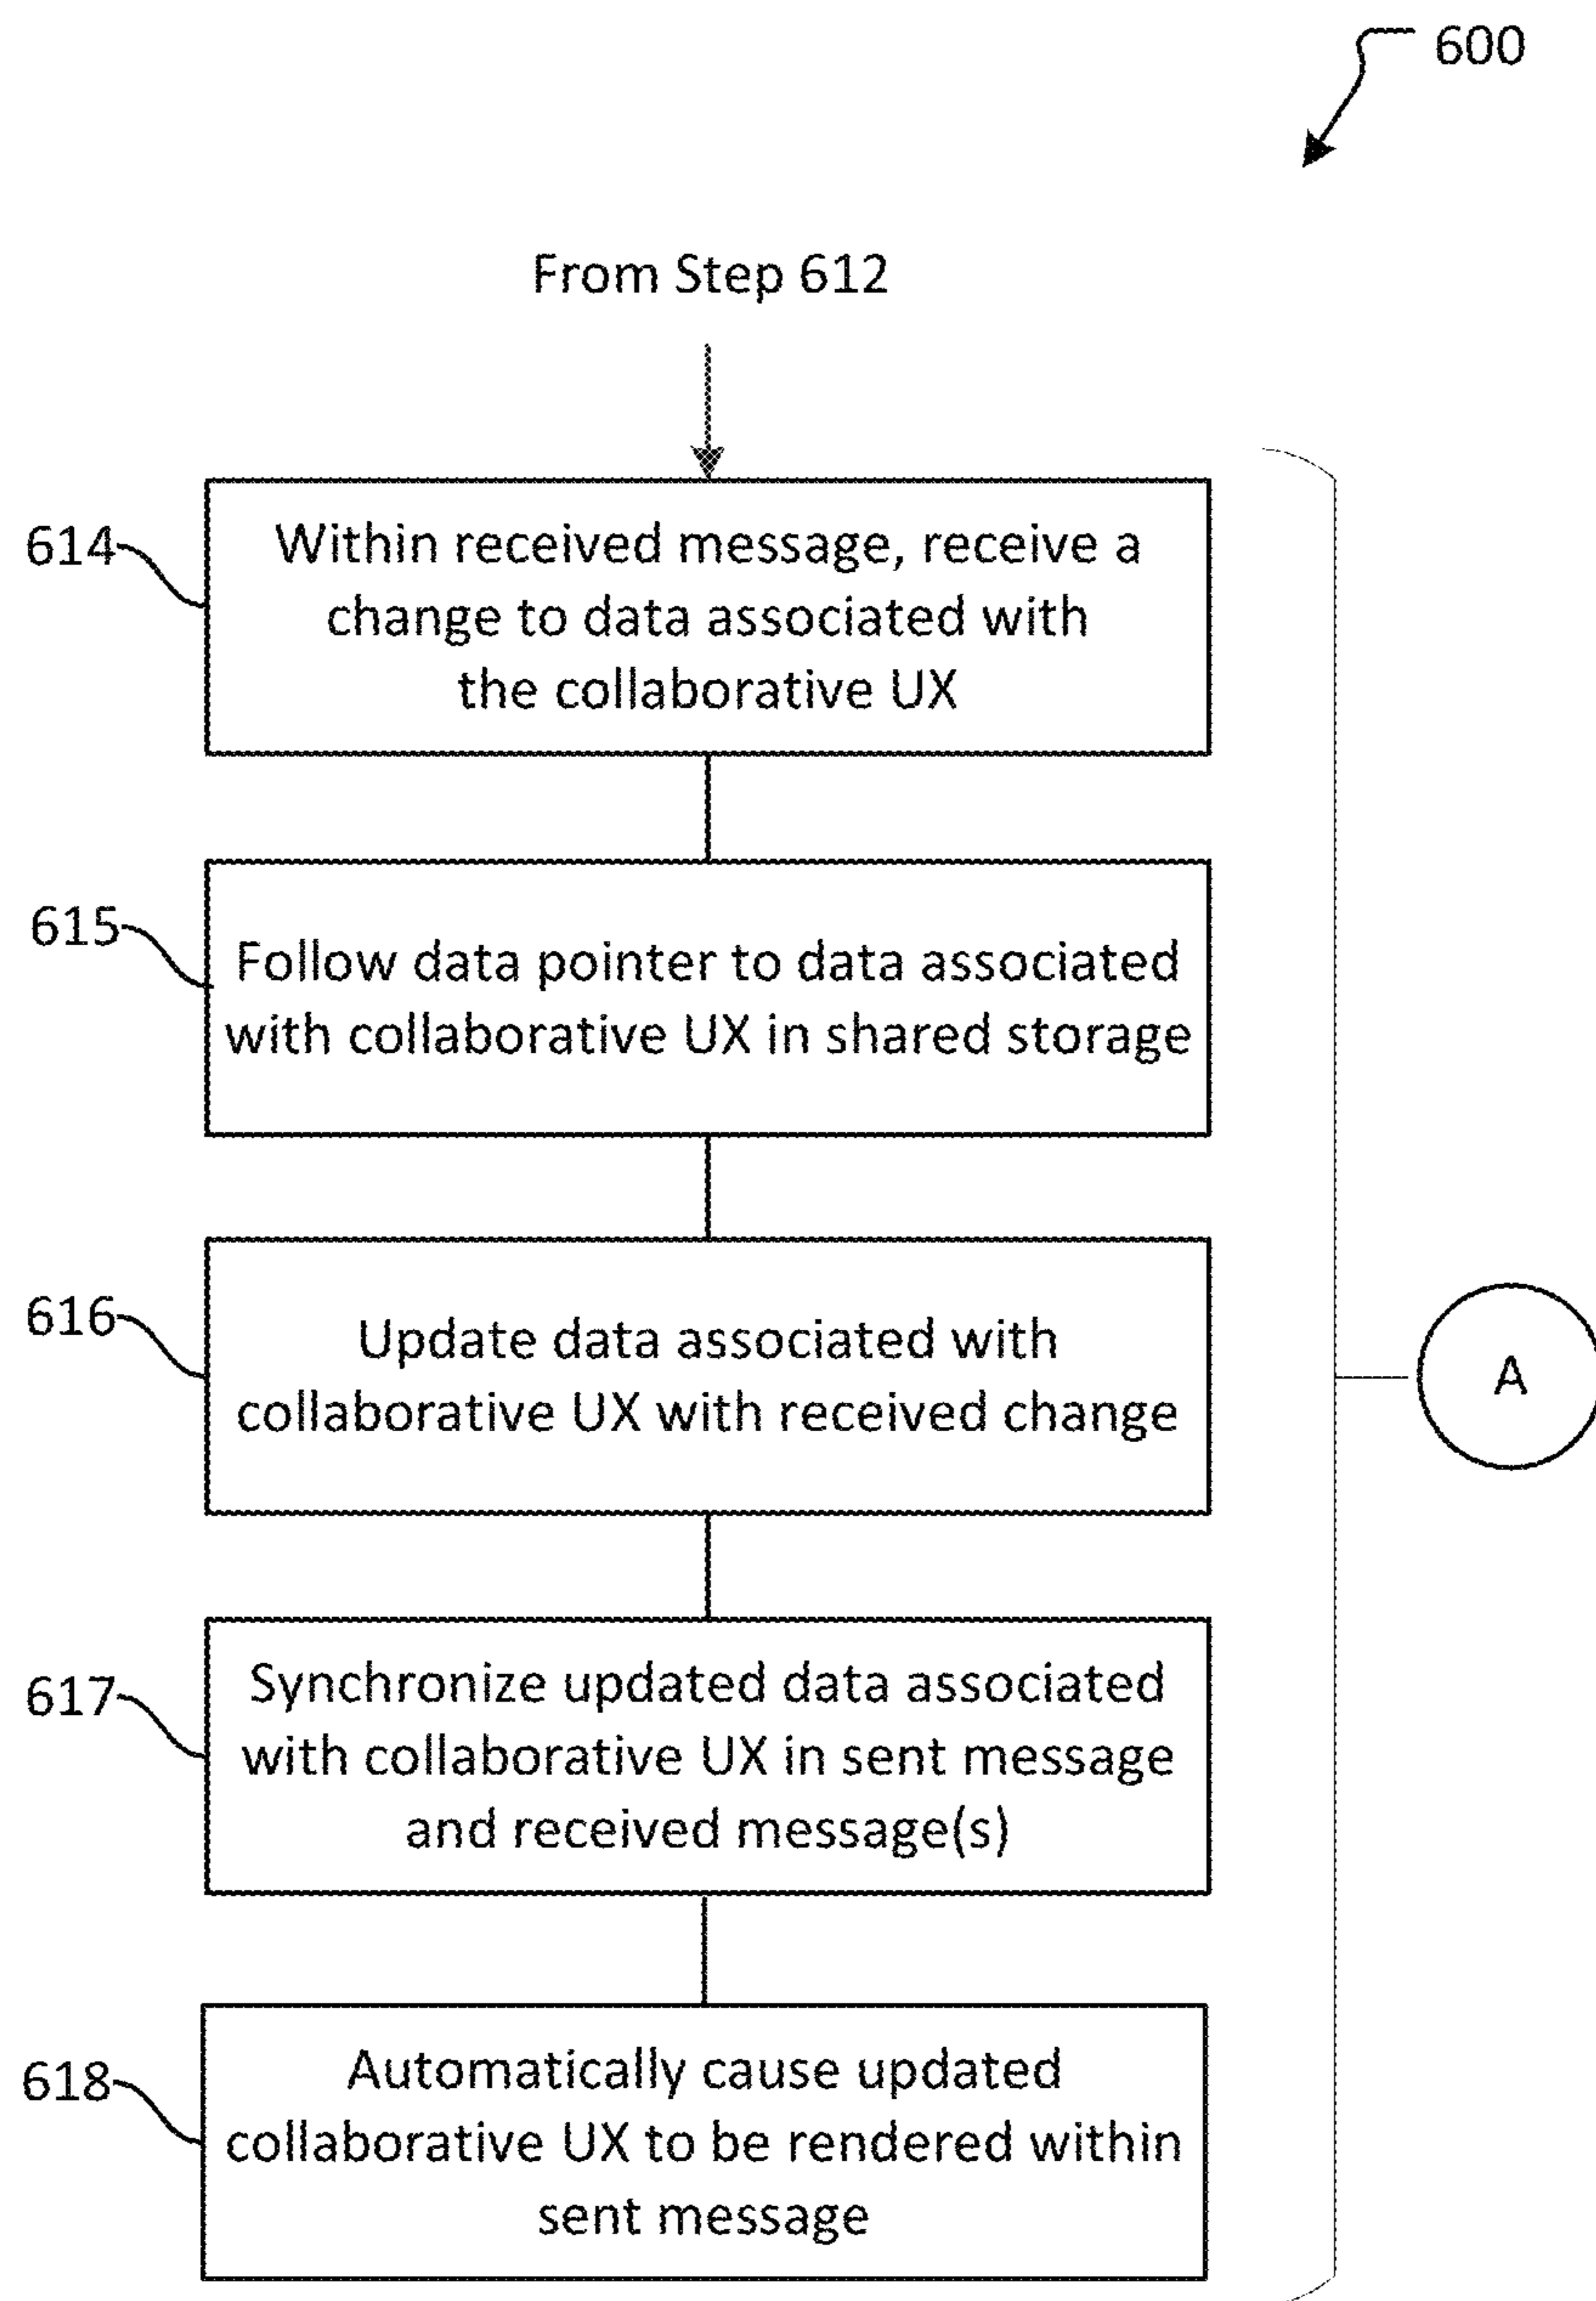 600
From Step 612
614
Within received message, receive a
change to data associated with
the collaborative UX
615
Follow data pointer to data associated
with collaborative UX in shared storage
616
Update data associated with
collaborative UX with received change
A
617
Synchronize updated data associated
with collaborative UX in sent message
and received message(s)
618
Automatically cause updated
collaborative UX to be rendered within
sent message